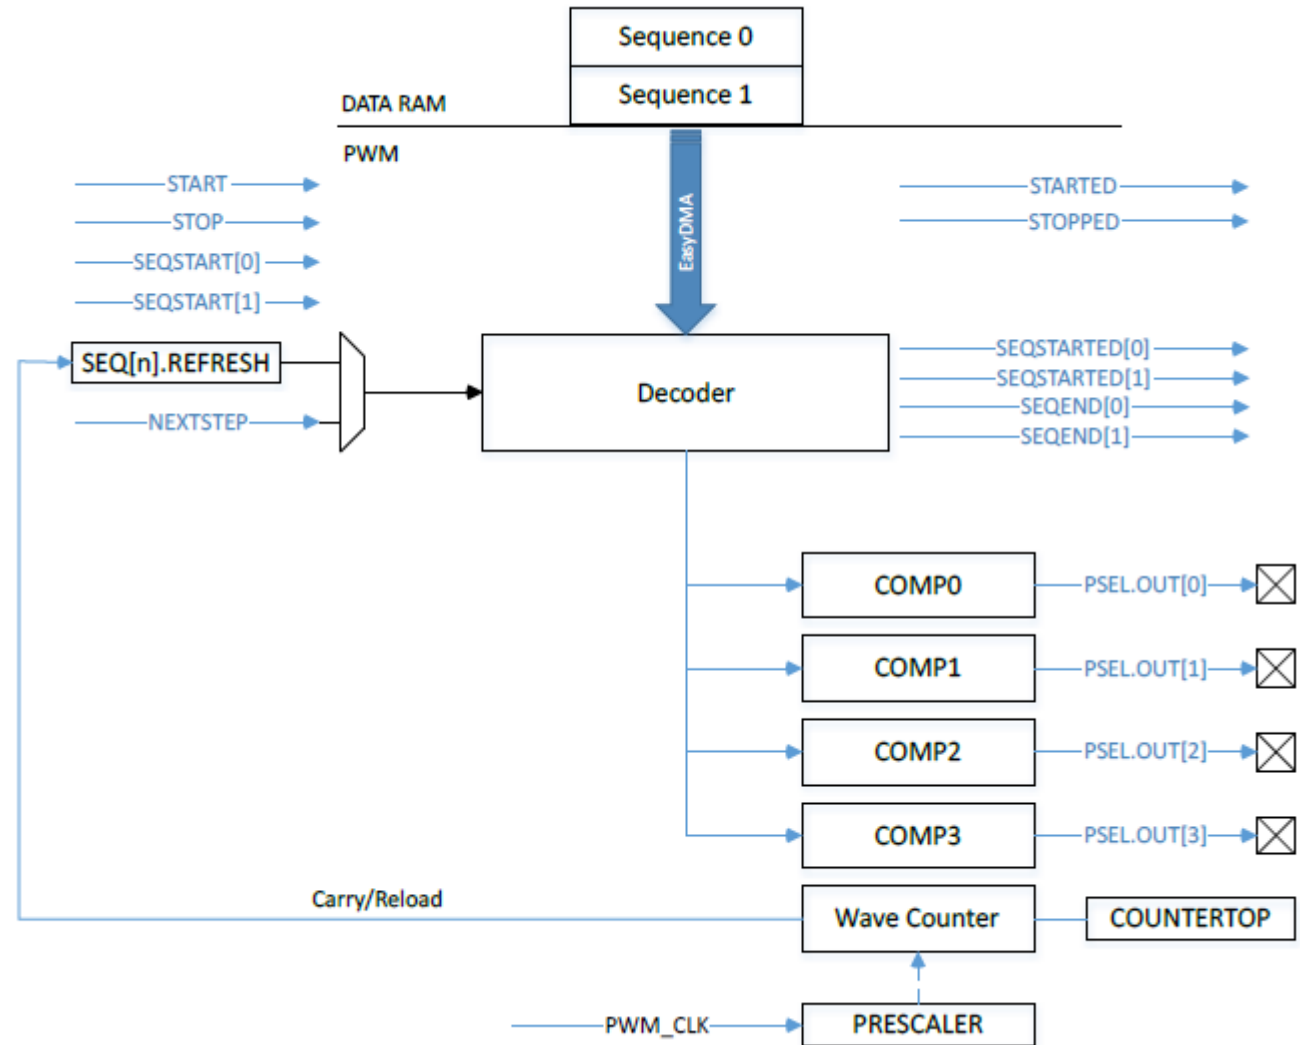 Sequence 0
Sequence 1
DATA RAM
PWM
EasyDMA
START
STOP
SEQSTART[0]
SEQSTART[1]
STARTED
STOPPED
SEQ[n].REFRESH
NEXTSTEP
Decoder
SEQSTARTED[0]
SEQSTARTED[1]
SEQEND[0]
SEQEND[1]
COMP0
PSEL.OUT[0]
COMP1
PSEL.OUT[1]
COMP2
PSEL.OUT[2]
COMP3
PSEL.OUT[3]
Carry/Reload
Wave Counter
COUNTERTOP
PWM_CLK
PRESCALER